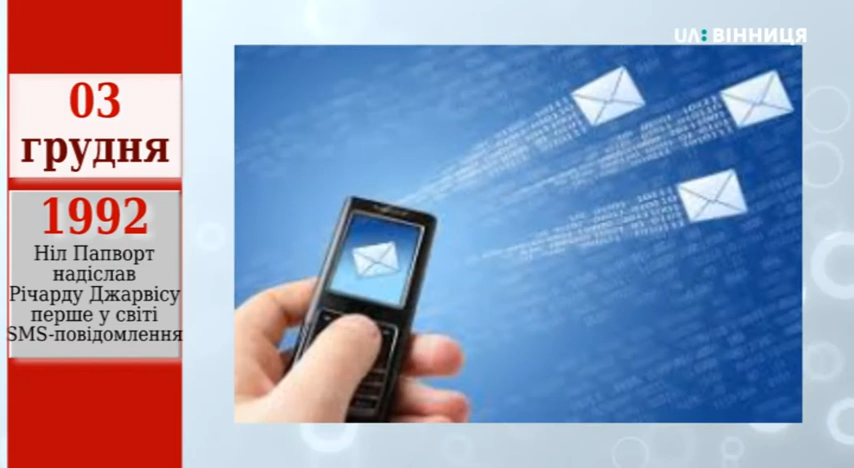 UA: ВІННИЦЯ
03
грудня
1992
Ніл Папворт
надіслав
Річарду Джарвісу
перше у світі
SMS-повідомлення